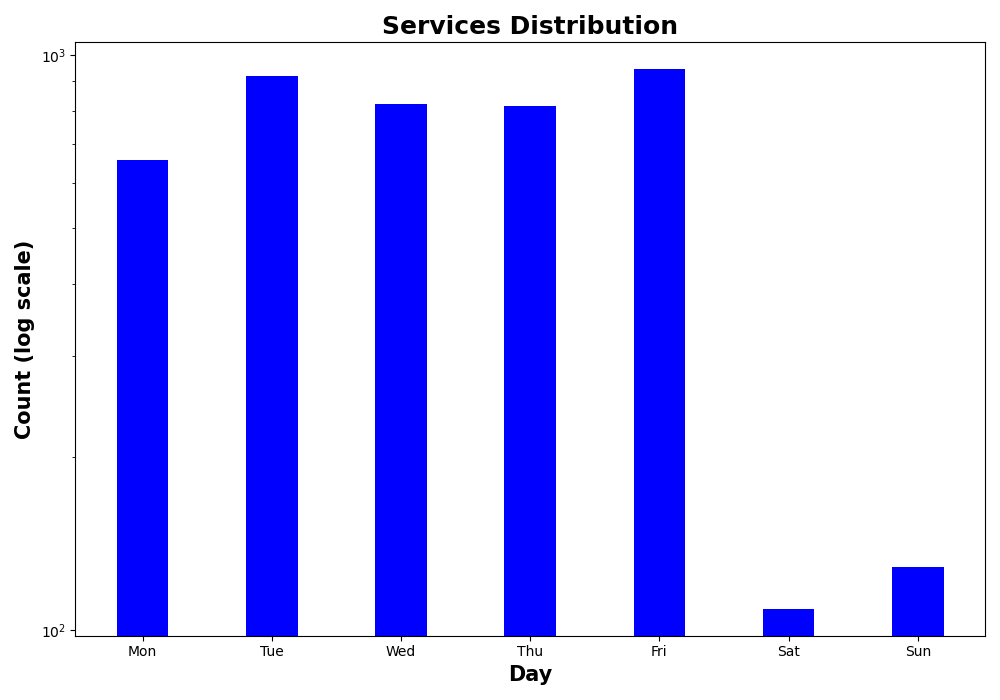 Services Distribution
Count (log scale)
10³
10²
Mon Tue Wed Thu Fri Sat Sun
Day